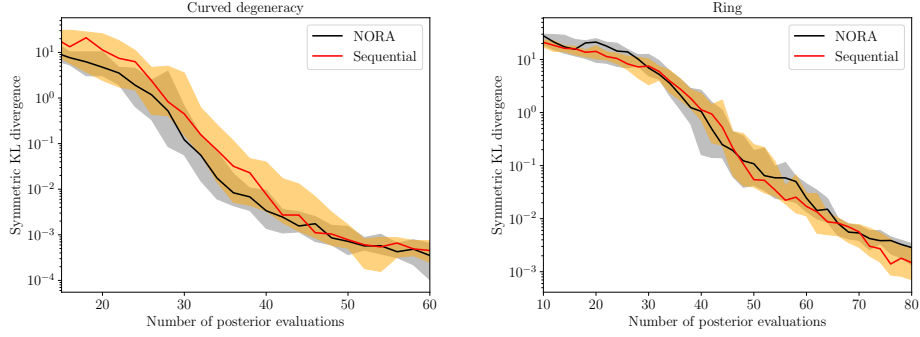 Curved degeneracy
Symmetric KL divergence
10^1
10^0
10^-1
10^-2
10^-3
10^-4
20
30
40
50
60
Number of posterior evaluations
NORA
Sequential
Ring
Symmetric KL divergence
10^1
10^0
10^-1
10^-2
10^-3
10
20
30
40
50
60
70
80
Number of posterior evaluations
NORA
Sequential